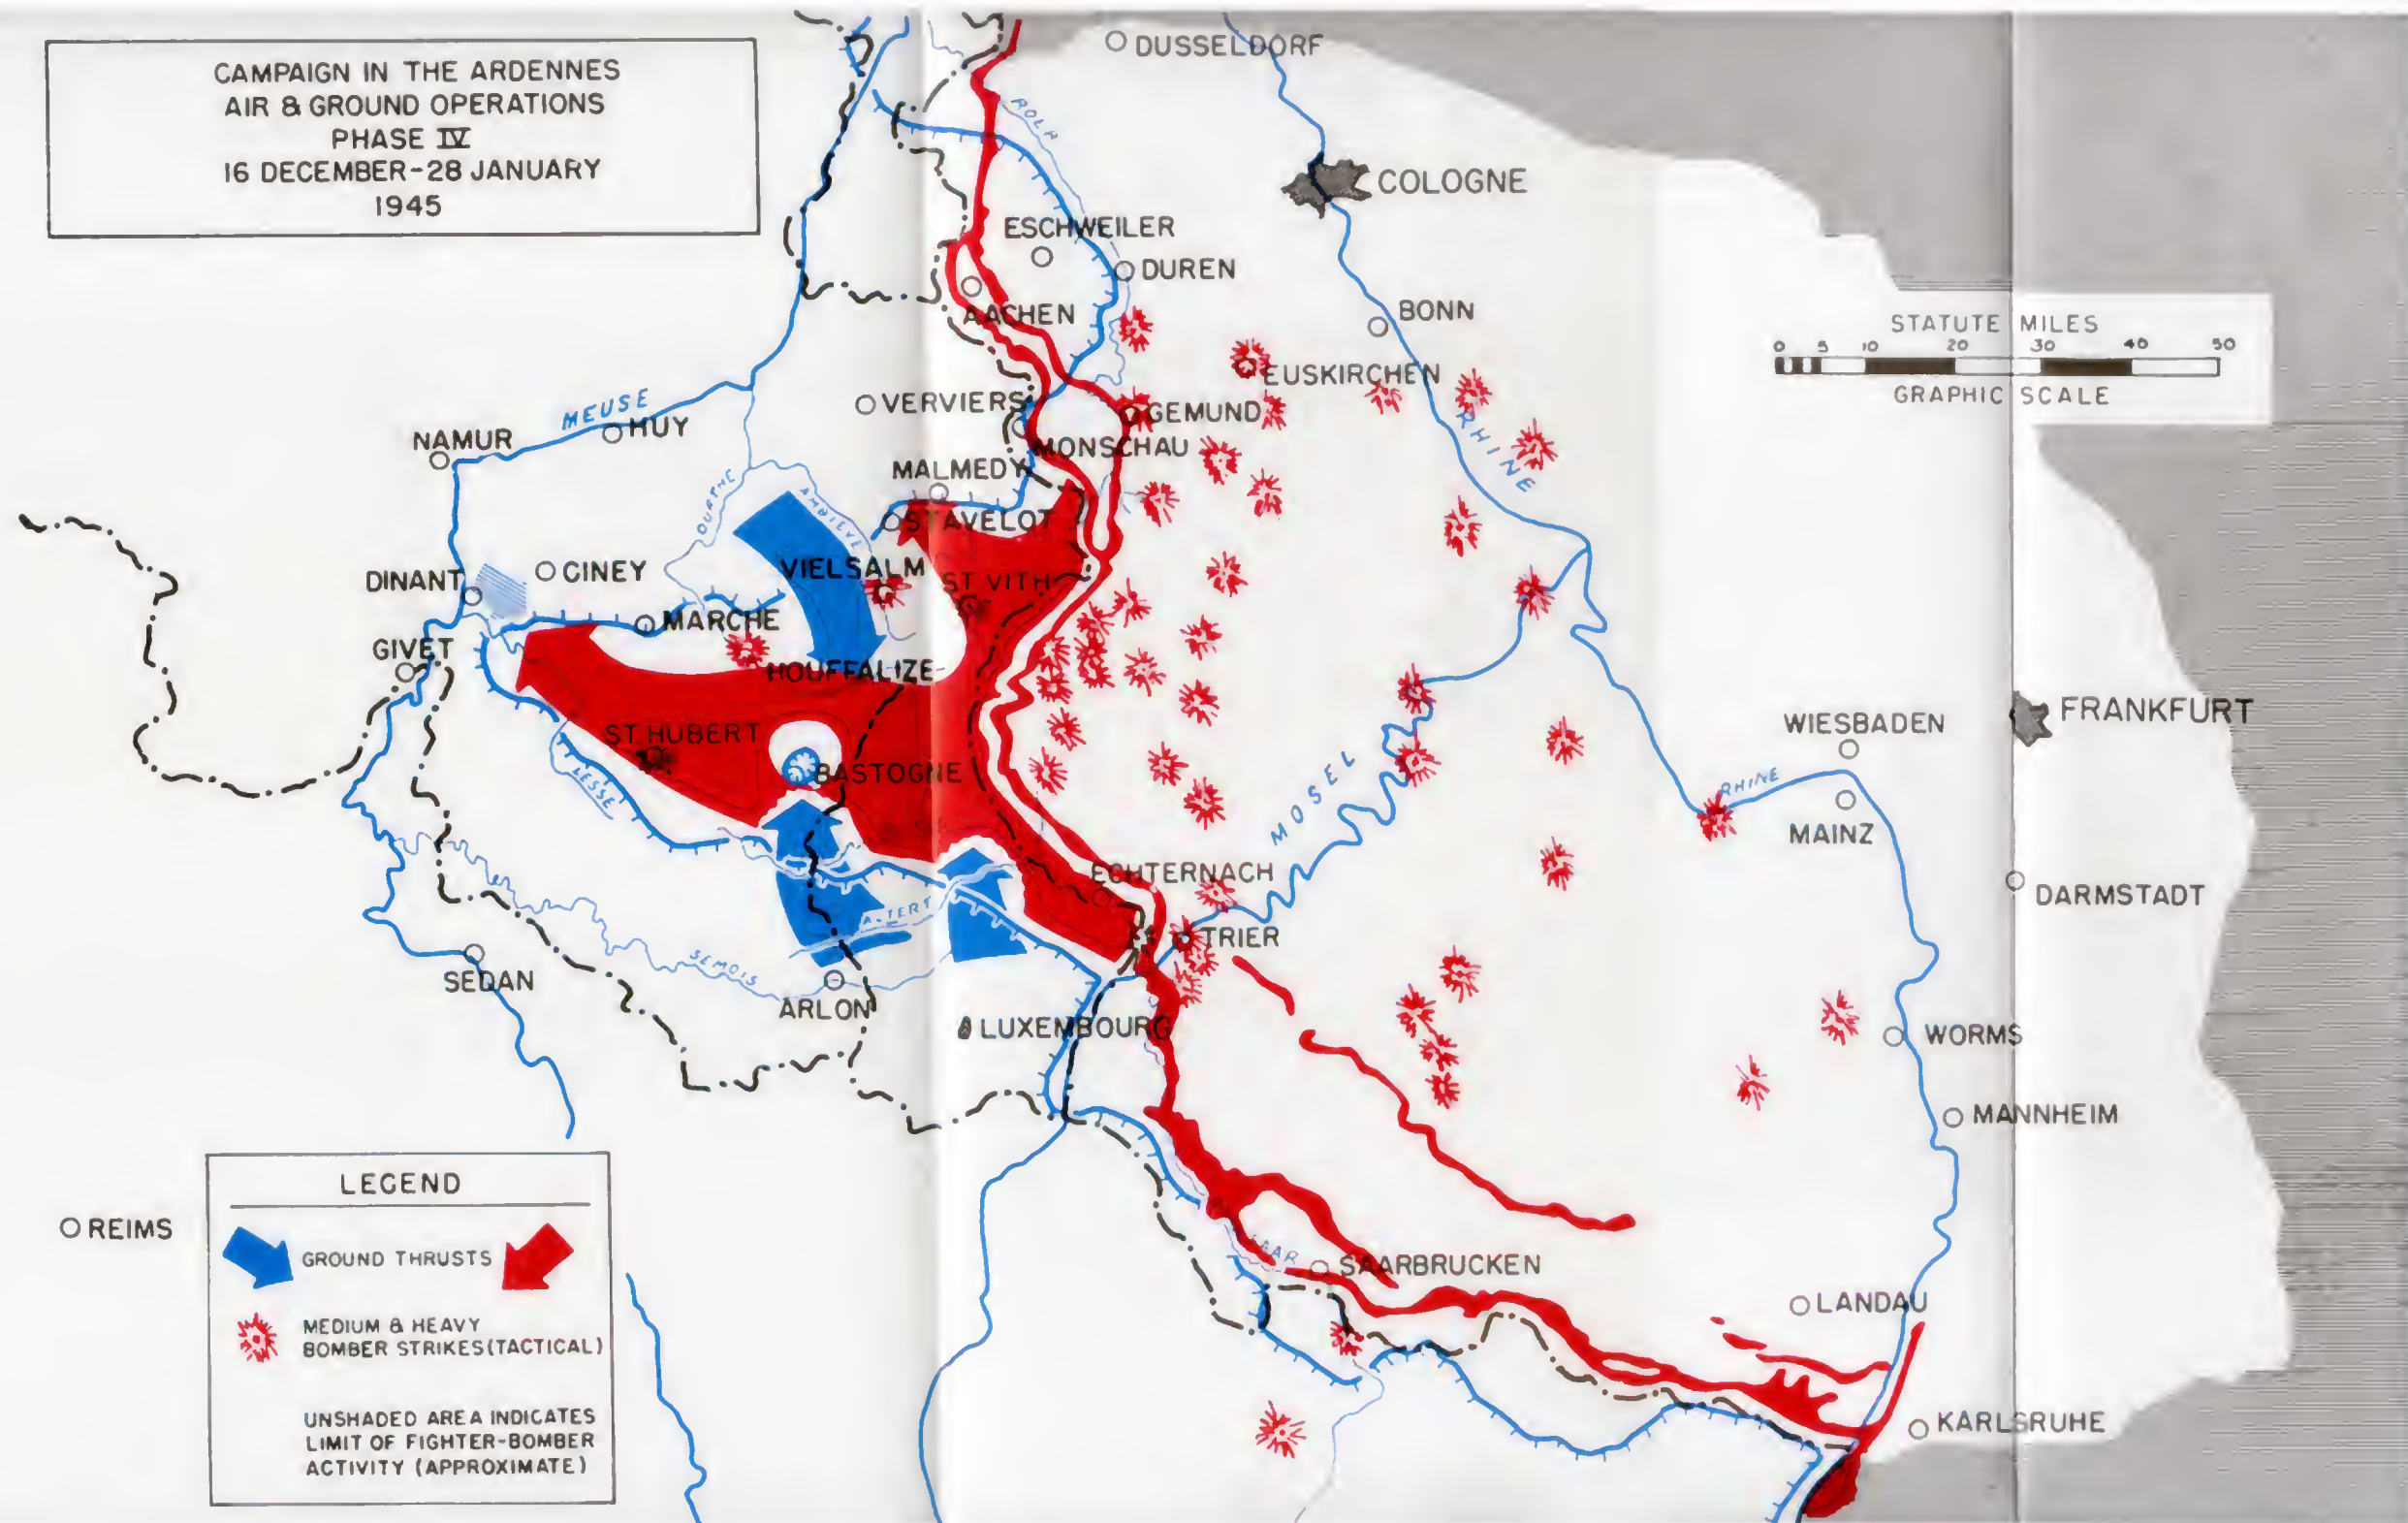 CAMPAIGN IN THE ARDENNES
AIR & GROUND OPERATIONS
PHASE IV
16 DECEMBER-28 JANUARY
1945
DUSSELDORF
COLOGNE
ESCHWEILER
DUREN
AACHEN
BONN
STATUTE MILES
0 5 10 20 30 40 50
GRAPHIC SCALE
EUSKIRCHEN
VERVIERS
GEMUND
MEUSE
HUY
NAMUR
MONSCHAU
RHINE
MALMEDY
OURTHE
STAVELOT
DINANT
CINEY
VIELSALM
ST VITH
MARCHE
GIVET
HOUFFALIZE
ST HUBERT
BASTOGNE
LESSE
MOSEL
WIESBADEN
FRANKFURT
RHINE
MAINZ
ECHTERNACH
DARMSTADT
TRIER
SEMOIS
SEDAN
ARLON
LUXEMBOURG
WORMS
MANNHEIM
LEGEND
GROUND THRUSTS
MEDIUM & HEAVY
BOMBER STRIKES (TACTICAL)
UNSHADED AREA INDICATES
LIMIT OF FIGHTER-BOMBER
ACTIVITY (APPROXIMATE)
REIMS
SAAR
SAARBRUCKEN
LANDAU
KARLSRUHE